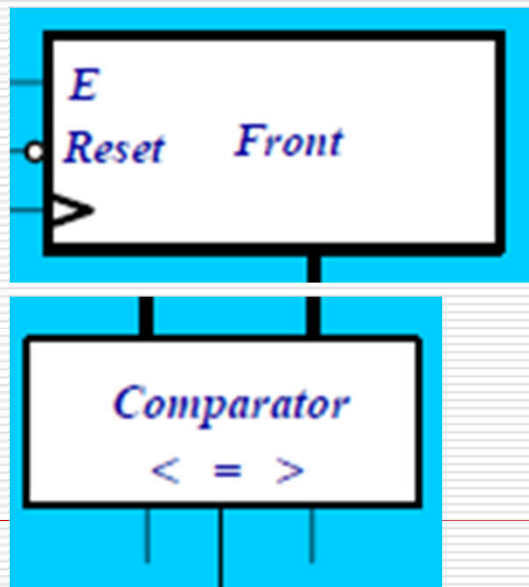 E
Reset Front
Comparator
< = >